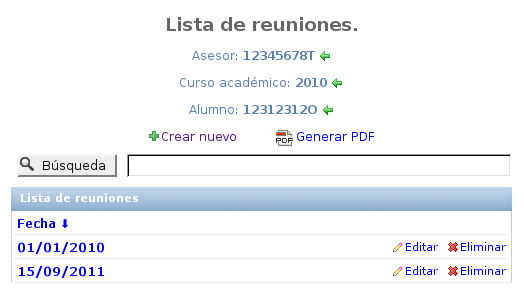 Lista de reuniones.
Asesor: 12345678T
Curso académico: 2010
Alumno: 12312312O
Crear nuevo PDF Generar PDF
Búsqueda
Lista de reuniones
Fecha
01/01/2010 Editar Eliminar
15/09/2011 Editar Eliminar